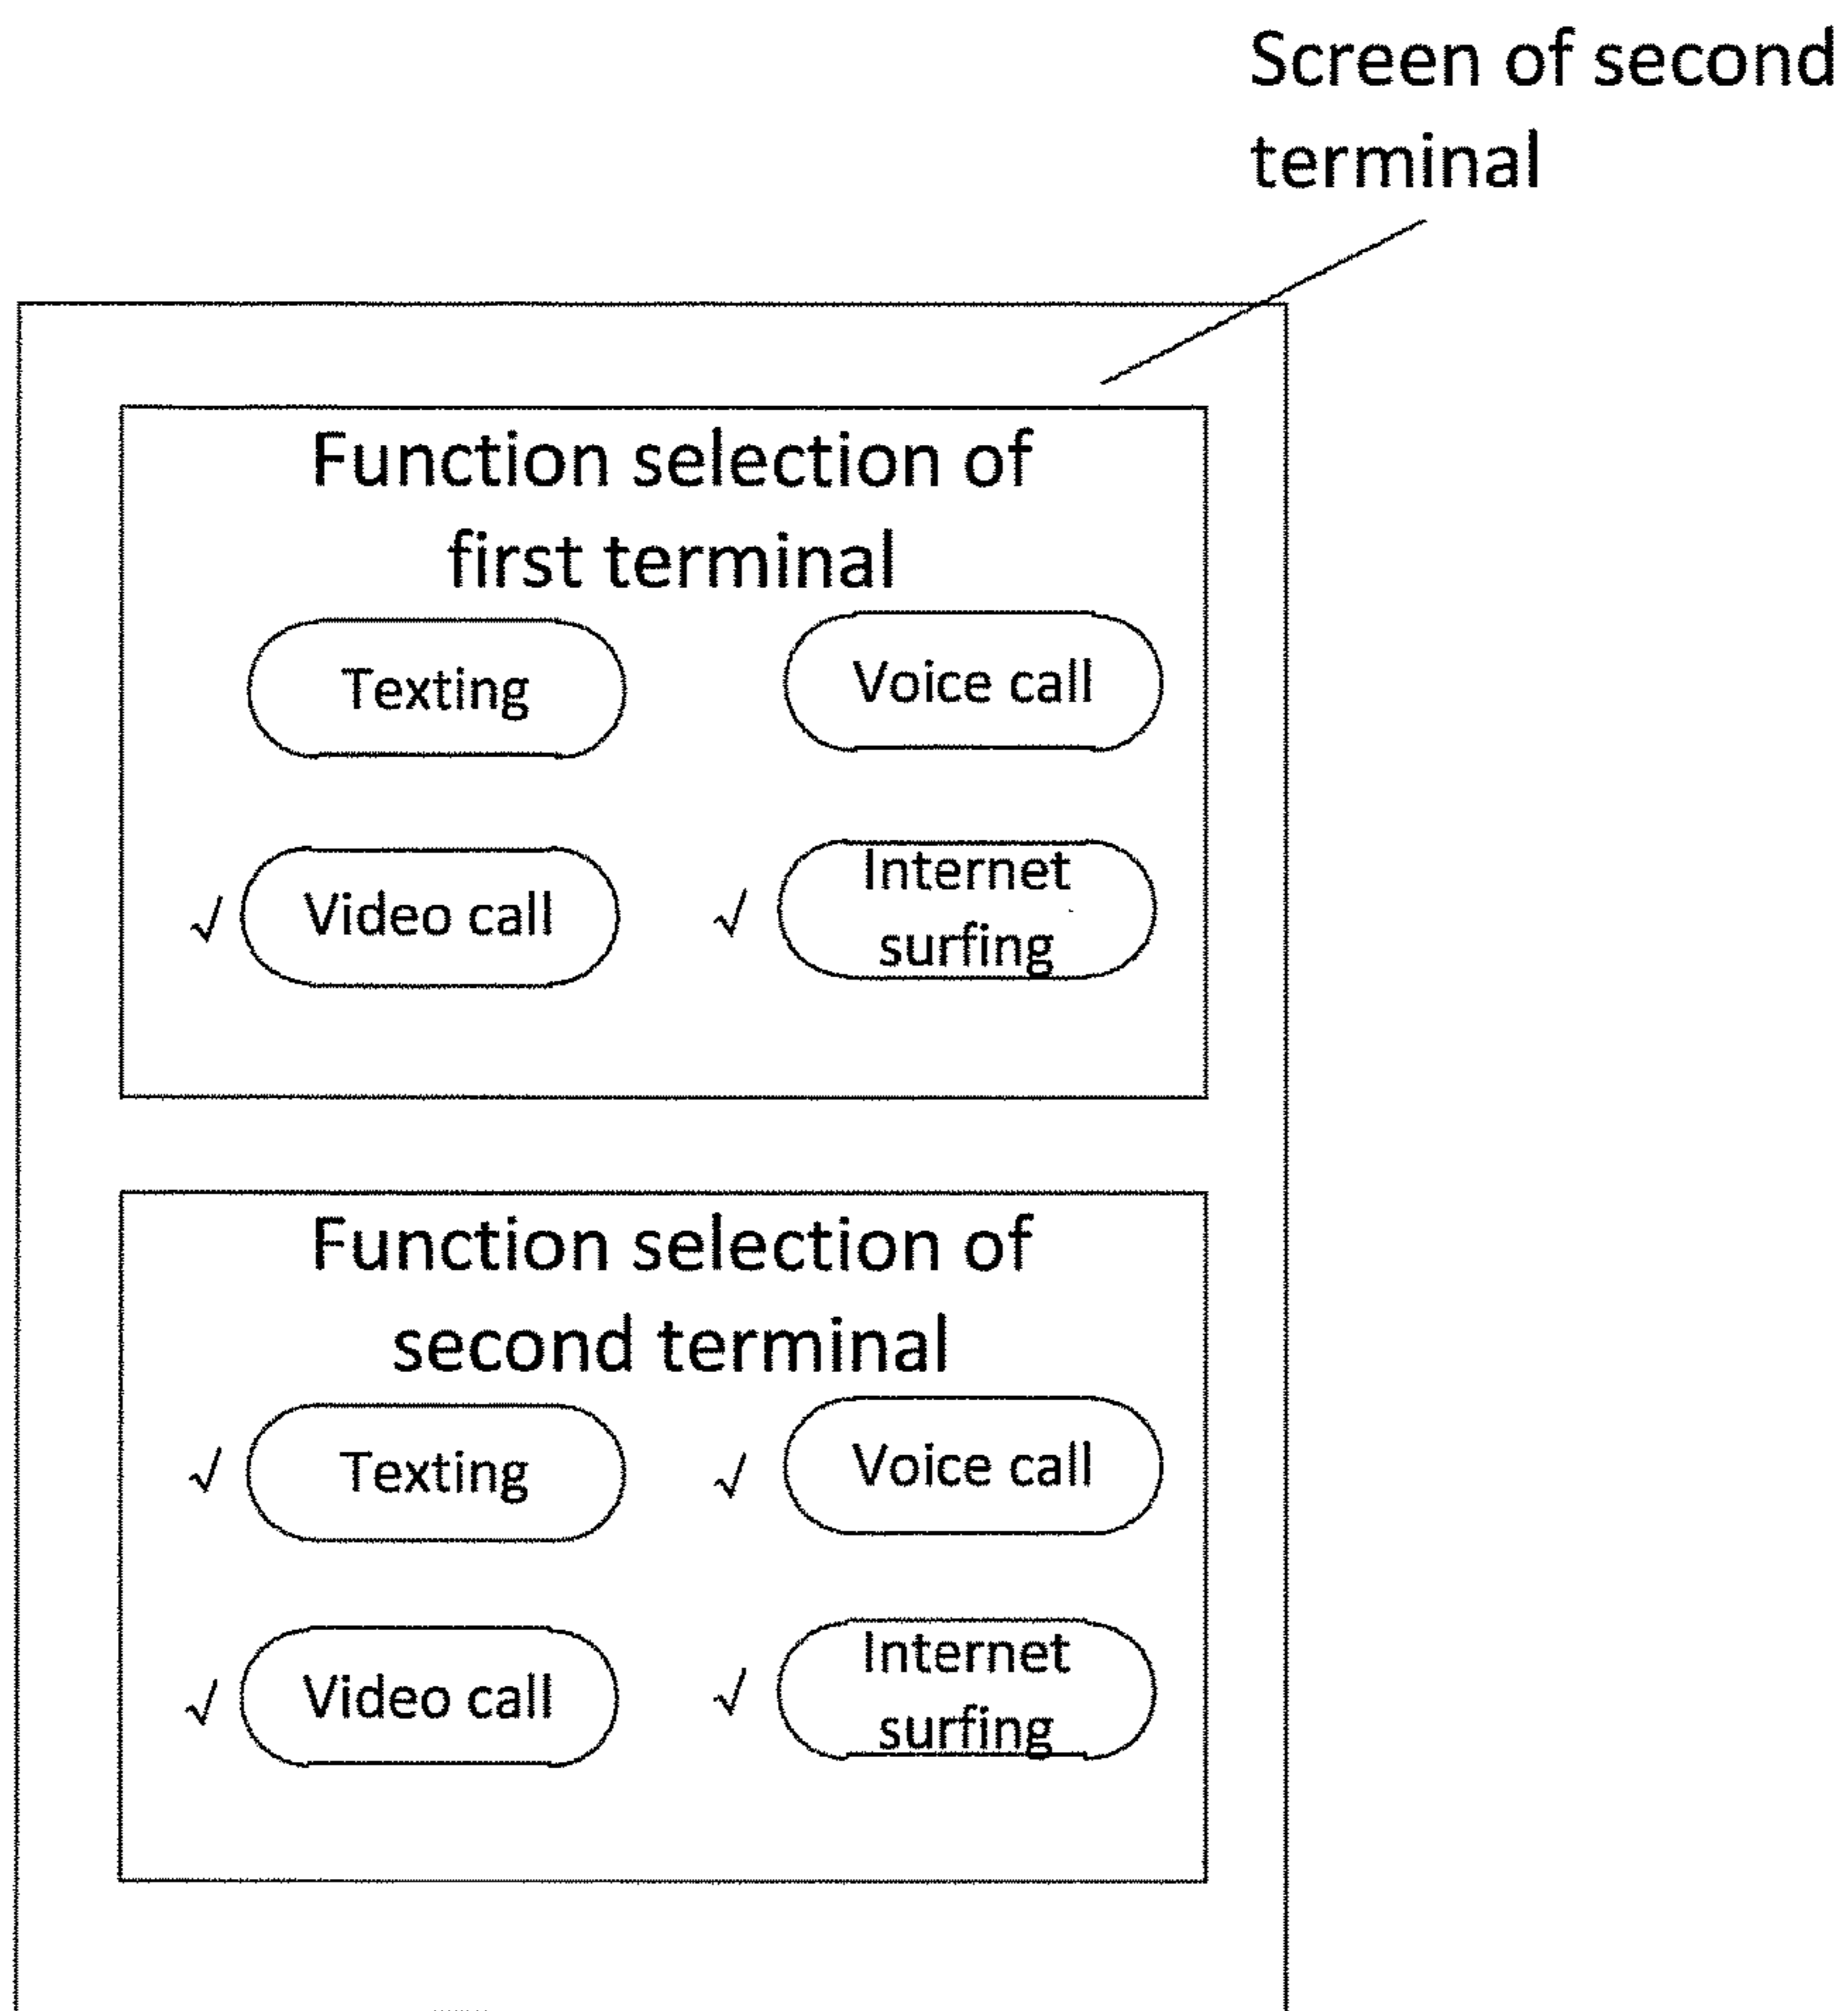 Screen of second
terminal
Function selection of
first terminal
Texting
Voice call
√ Video call
√ Internet
surfing
Function selection of
second terminal
√ Texting
√ Voice call
√ Video call
√ Internet
surfing